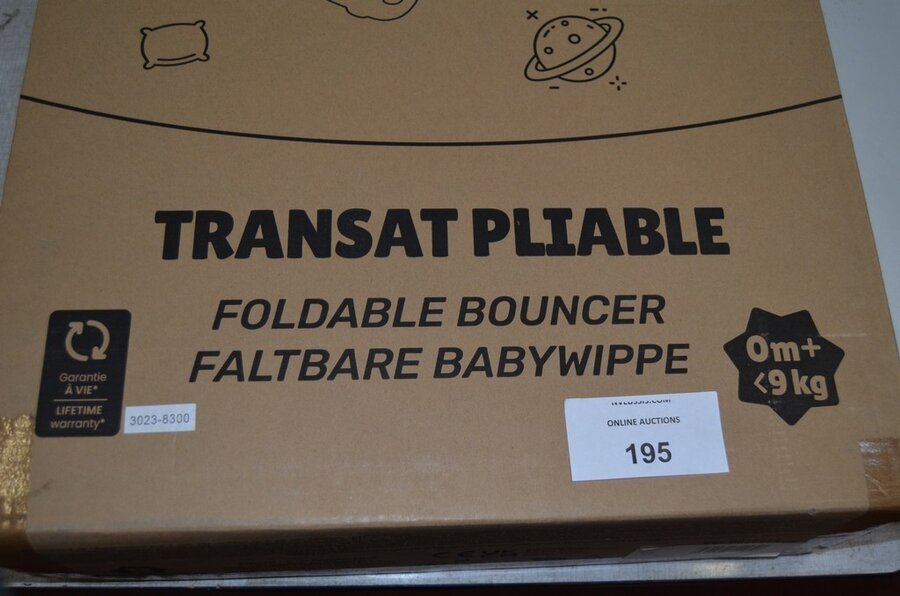 TRANSAT PLIABLE
FOLDABLE BOUNCER
FALTBARE BABYWIPPE
0m+
<9 kg
Garantie
À VIE*
LIFETIME
warranty*
3023-8300
ONLINE AUCTIONS
195